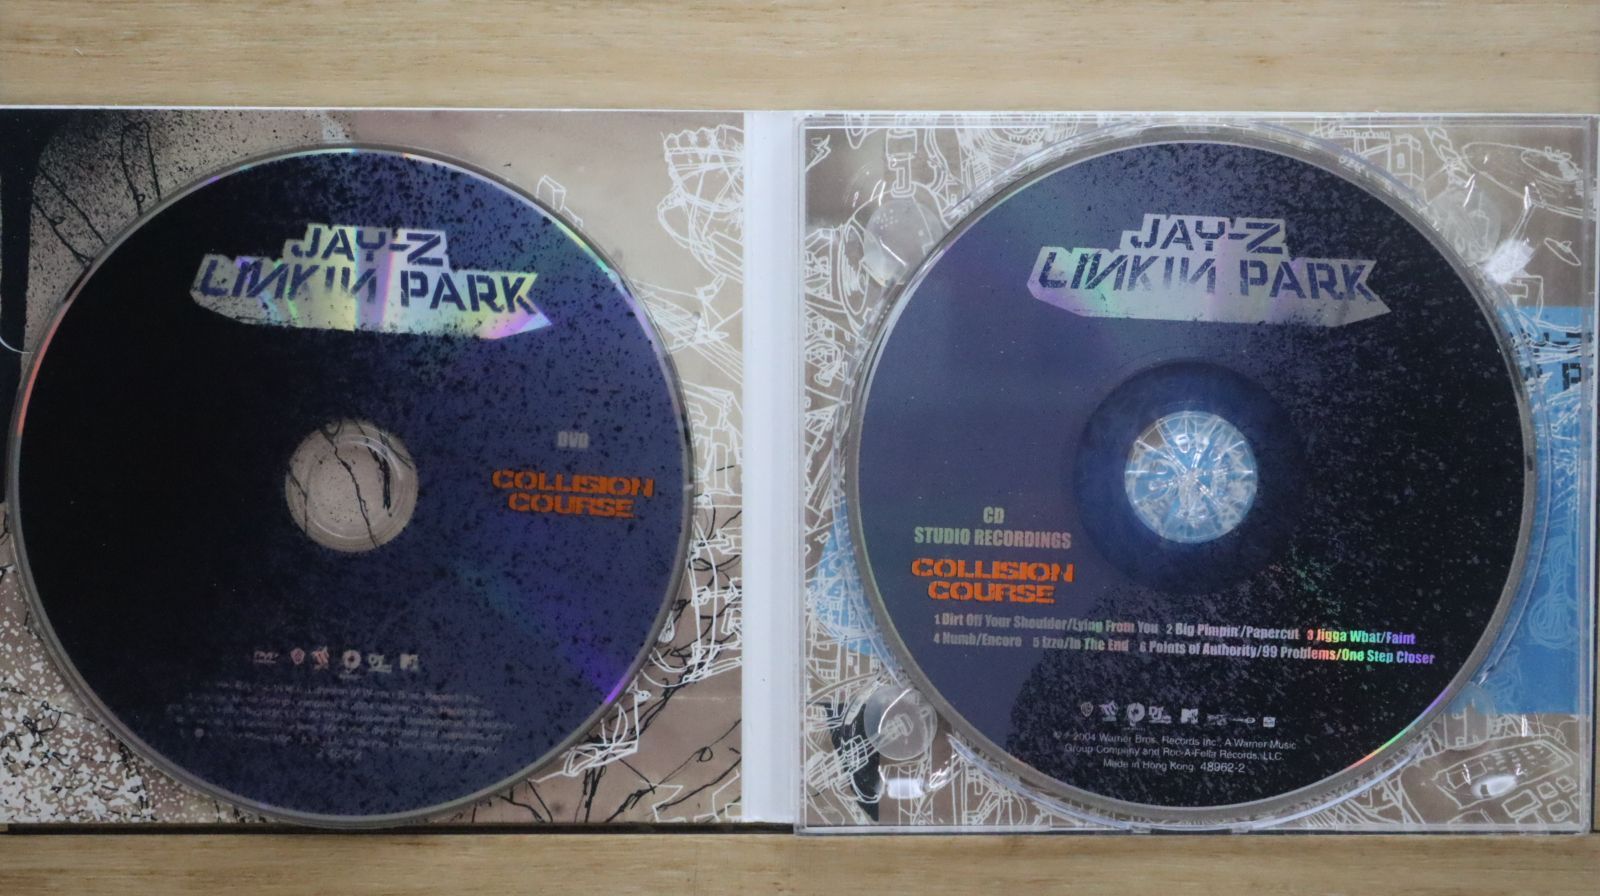 JAY-Z
LINKIN PARK
DVD
COLLISION
COURSE
JAY-Z
LINKIN PARK
CD
STUDIO RECORDINGS
COLLISION
COURSE
1 Dirt Off Your Shoulder/Lying From You 2 Big Pimpin'/Papercut 3 Jigga What/Faint
4 Numb/Encore 5 Izzo/In The End 6 Points of Authority/99 Problems/One Step Closer
2004 Warner Bros. Records Inc., A Warner Music
Group Company and Roc-A-Fella Records, LLC.
Made in Hong Kong. 48962-2